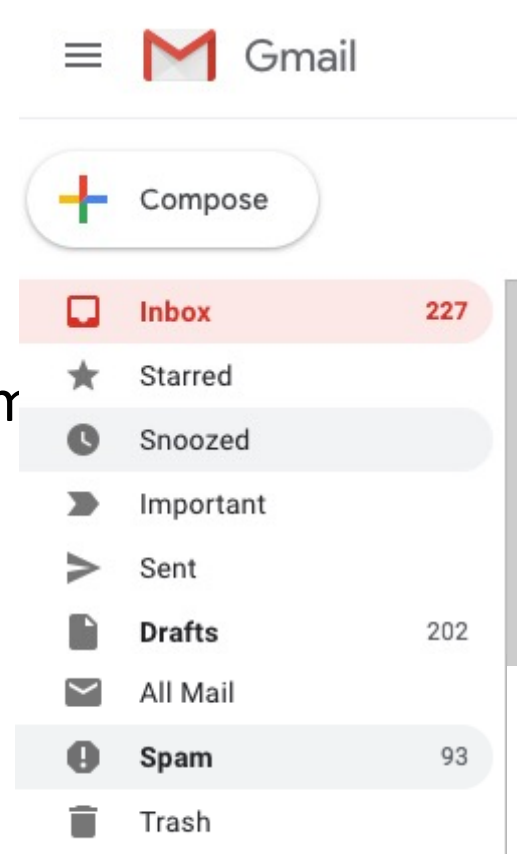 Gmail
Compose
Inbox 227
Starred
m
Snoozed
Important
Sent
Drafts 202
All Mail
Spam 93
Trash